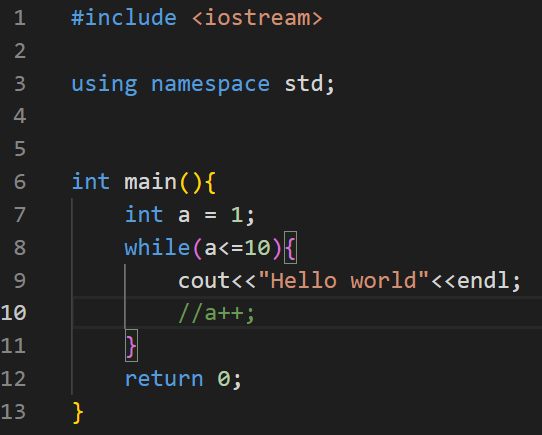 1 #include <iostream>
2
3 using namespace std;
4
5
6 int main(){
7     int a = 1;
8     while(a<=10){
9         cout<<"Hello world"<<endl;
10         //a++;
11     }
12     return 0;
13 }